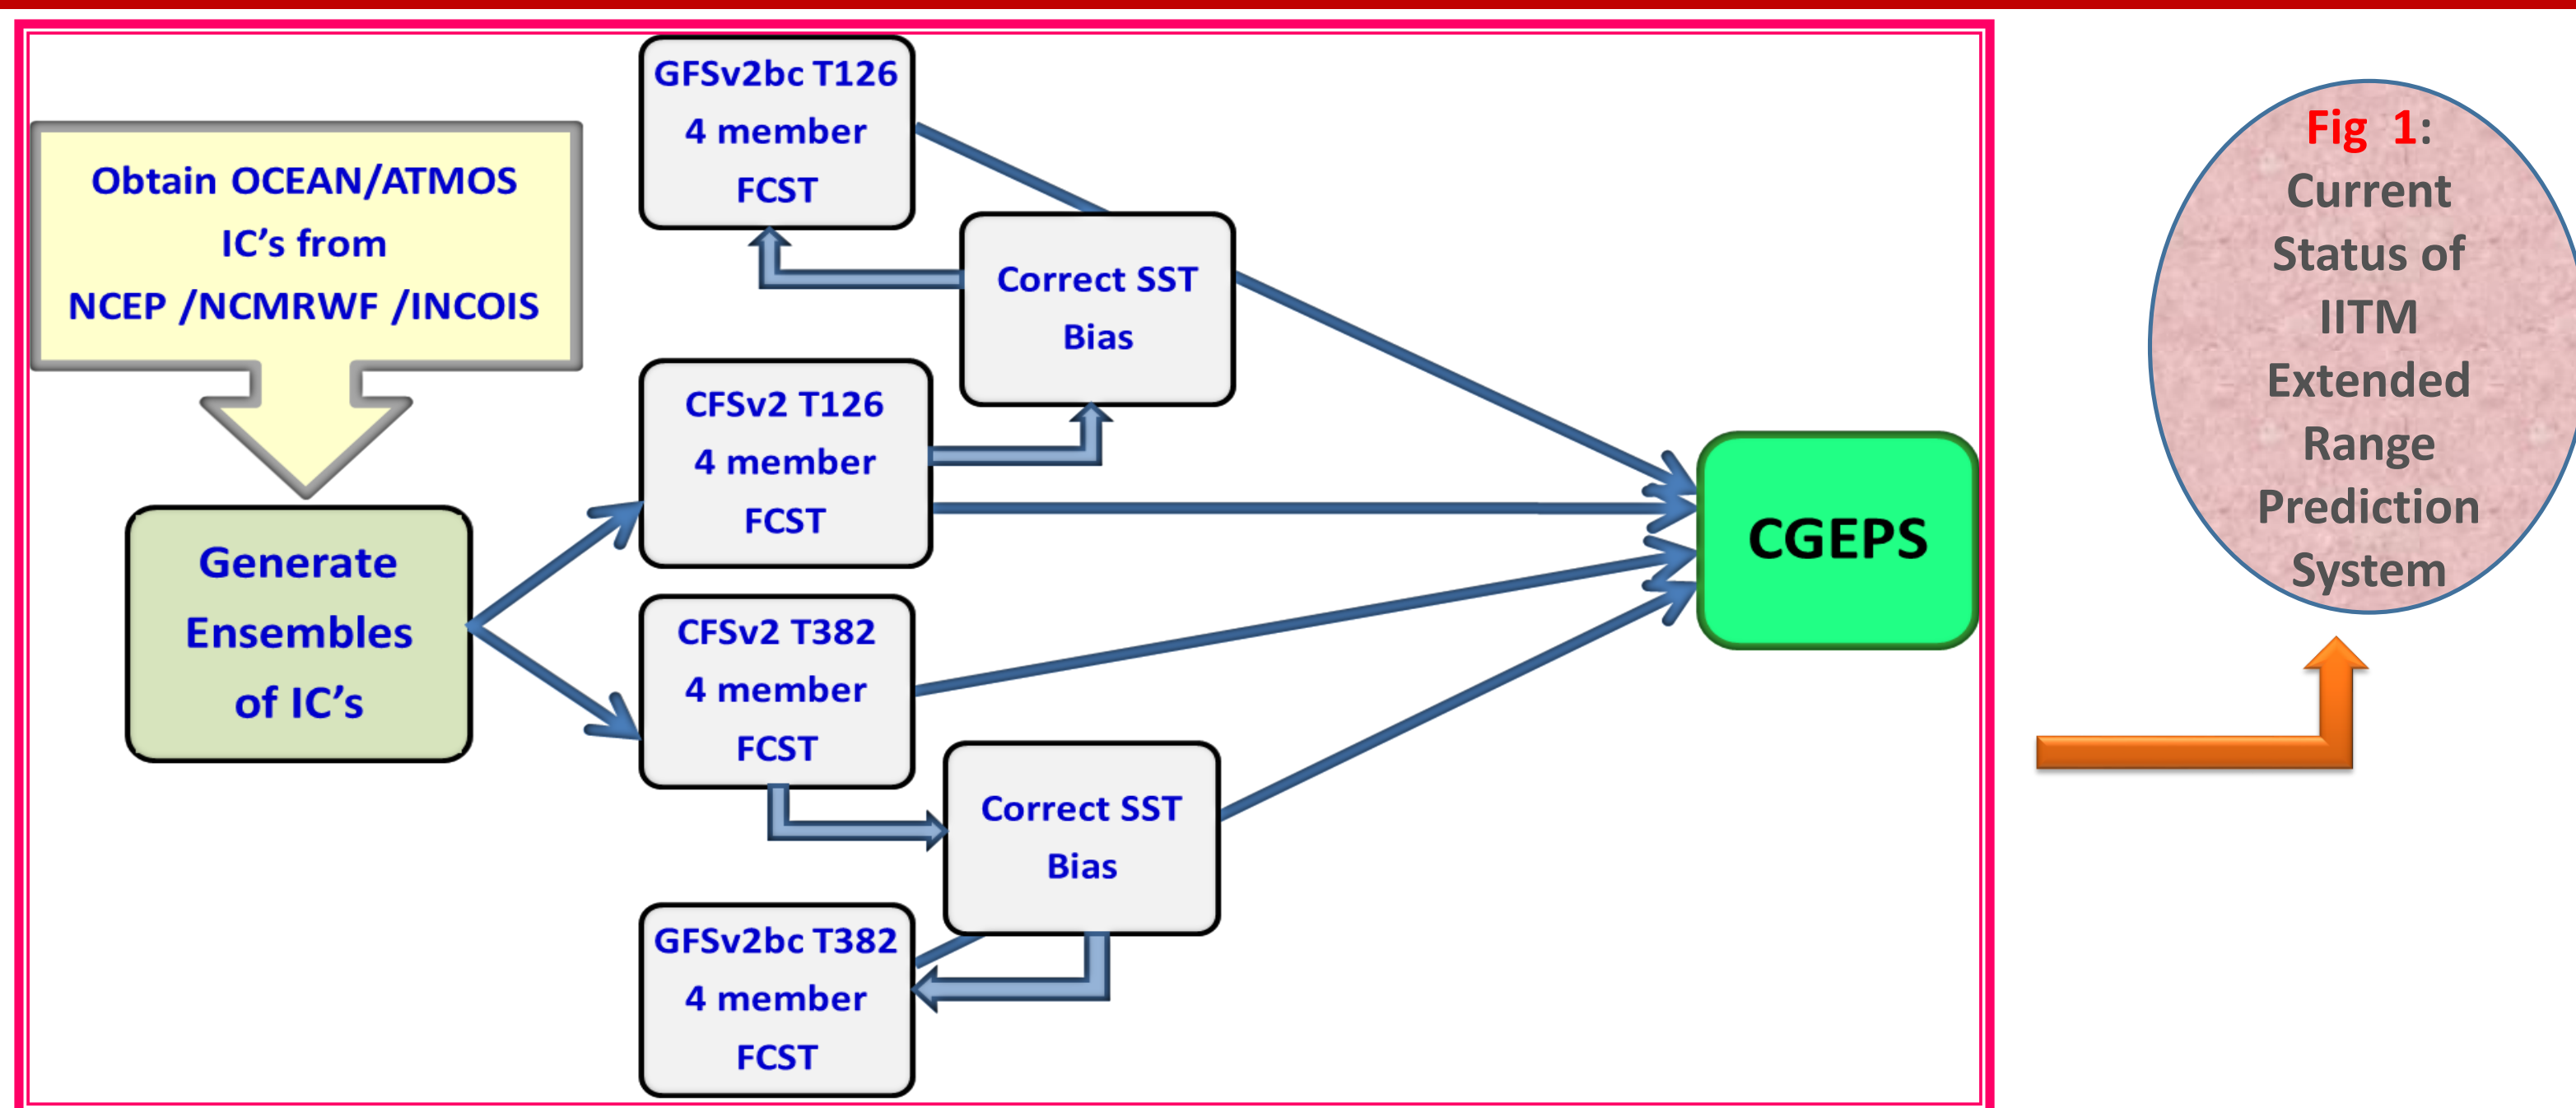 Obtain OCEAN/ATMOS
IC's from
NCEP /NCMRWF /INCOIS
Generate
Ensembles
of IC's
GFSv2bc T126
4 member
FCST
Correct SST
Bias
CFSv2 T126
4 member
FCST
CFSv2 T382
4 member
FCST
Correct SST
Bias
GFSv2bc T382
4 member
FCST
CGEPS
Fig 1:
Current
Status of
IITM
Extended
Range
Prediction
System